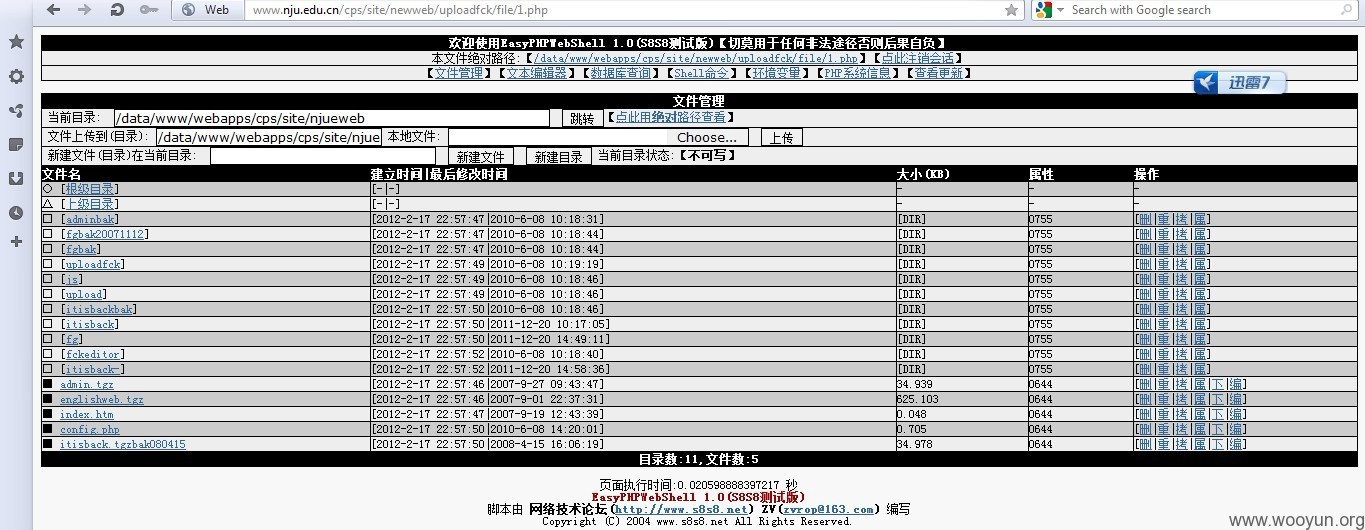 Web www.nju.edu.cn/cps/site/newweb/uploadfck/file/1.php Search with Google search
欢迎使用EasyPHPWebShell 1.0(S8S8测试版)【切莫用于任何非法途径否则后果自负】
本文件绝对路径:【/data/www/webapps/cps/site/newweb/uploadfck/file/1.php】【点此注销会话】
【文件管理】【文本编辑器】【数据库查询】【Shell命令】【环境变量】【PHP系统信息】【查看更新】
迅雷7
文件管理
当前目录: /data/www/webapps/cps/site/njueweb 跳转 【点此用绝对路径查看】
文件上传到(目录): /data/www/webapps/cps/site/njue 本地文件: Choose... 上传
新建文件(目录)在当前目录: 新建文件 新建目录 当前目录状态:【不可写】
文件名 建立时间|最后修改时间 大小(KB) 属性 操作
◇ [根级目录] [-|-] - - -
△ [上级目录] [-|-] - - -
□ [adminbak] [2012-2-17 22:57:47|2010-6-08 10:18:31] [DIR] 0755 [删|重|拷|属]
□ [fgbak20071112] [2012-2-17 22:57:47|2010-6-08 10:18:44] [DIR] 0755 [删|重|拷|属]
□ [fgbak] [2012-2-17 22:57:49|2010-6-08 10:18:46] [DIR] 0755 [删|重|拷|属]
□ [uploadfck] [2012-2-17 22:57:49|2010-6-08 10:19:19] [DIR] 0755 [删|重|拷|属]
□ [js] [2012-2-17 22:57:49|2010-6-08 10:18:46] [DIR] 0755 [删|重|拷|属]
□ [upload] [2012-2-17 22:57:49|2010-6-08 10:18:46] [DIR] 0755 [删|重|拷|属]
□ [itisbackbak] [2012-2-17 22:57:50|2010-6-08 10:18:46] [DIR] 0755 [删|重|拷|属]
□ [itisback] [2012-2-17 22:57:50|2011-12-20 10:17:05] [DIR] 0755 [删|重|拷|属]
□ [fg] [2012-2-17 22:57:50|2011-12-20 14:49:11] [DIR] 0755 [删|重|拷|属]
□ [fckeditor] [2012-2-17 22:57:52|2010-6-08 10:18:40] [DIR] 0755 [删|重|拷|属]
□ [itisback-] [2012-2-17 22:57:52|2011-12-20 14:58:36] [DIR] 0755 [删|重|拷|属]
■ admin.tgz [2012-2-17 22:57:46|2007-9-27 09:43:47] 34.939 0644 [删|重|拷|属|下|编]
■ englishweb.tgz [2012-2-17 22:57:46|2007-9-01 22:37:31] 625.103 0644 [删|重|拷|属|下|编]
■ index.htm [2012-2-17 22:57:47|2007-9-19 12:43:39] 0.048 0644 [删|重|拷|属|下|编]
■ config.php [2012-2-17 22:57:50|2010-6-08 14:20:01] 0.705 0644 [删|重|拷|属|下|编]
■ itisback.tgzbak080415 [2012-2-17 22:57:50|2008-4-15 16:06:19] 34.978 0644 [删|重|拷|属|下|编]
目录数:11,文件数:5
页面执行时间:0.020598888397217 秒
EasyPHPWebShell 1.0(S8S8测试版)
脚本由 网络技术论坛(http://www.s8s8.net) ZV(zvrop@163.com) 编写
Copyright (C) 2004 www.s8s8.net All Rights Reserved.
www.wooyun.org